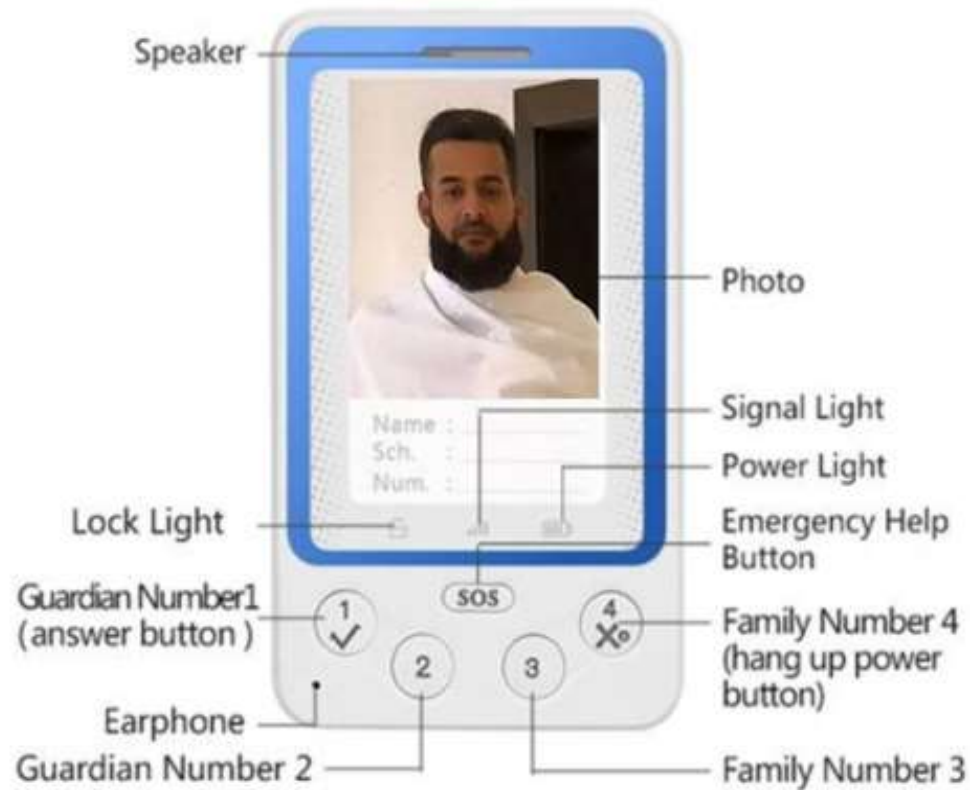 Speaker
Photo
Name :
Sch. :
Num. :
Signal Light
Power Light
Lock Light
Emergency Help
Button
SOS
Guardian Number1
(answer button )
1
2
3
4
Family Number 4
(hang up power
button)
Earphone
Guardian Number 2
Family Number 3